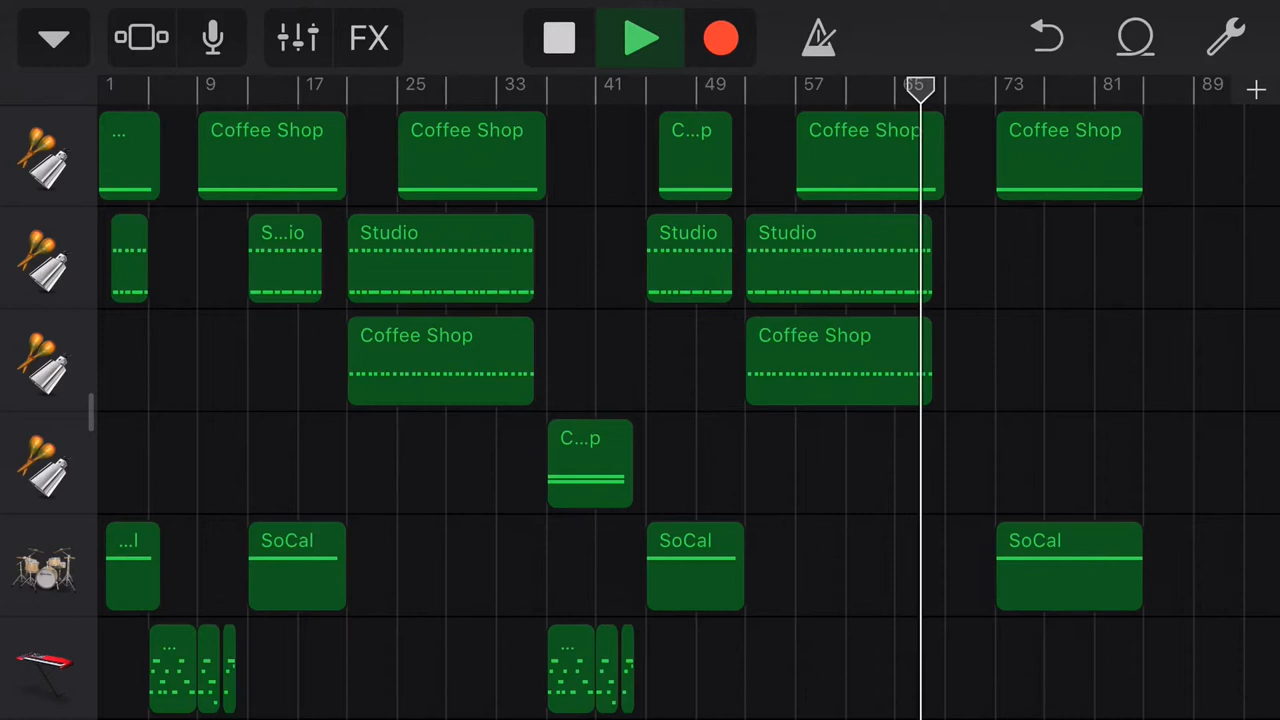 FX
1 9 17 25 33 41 49 57 65 73 81 89
... Coffee Shop Coffee Shop C...p Coffee Shop Coffee Shop
S...io Studio Studio Studio
Coffee Shop Coffee Shop
C...p
...l SoCal SoCal SoCal
... ...